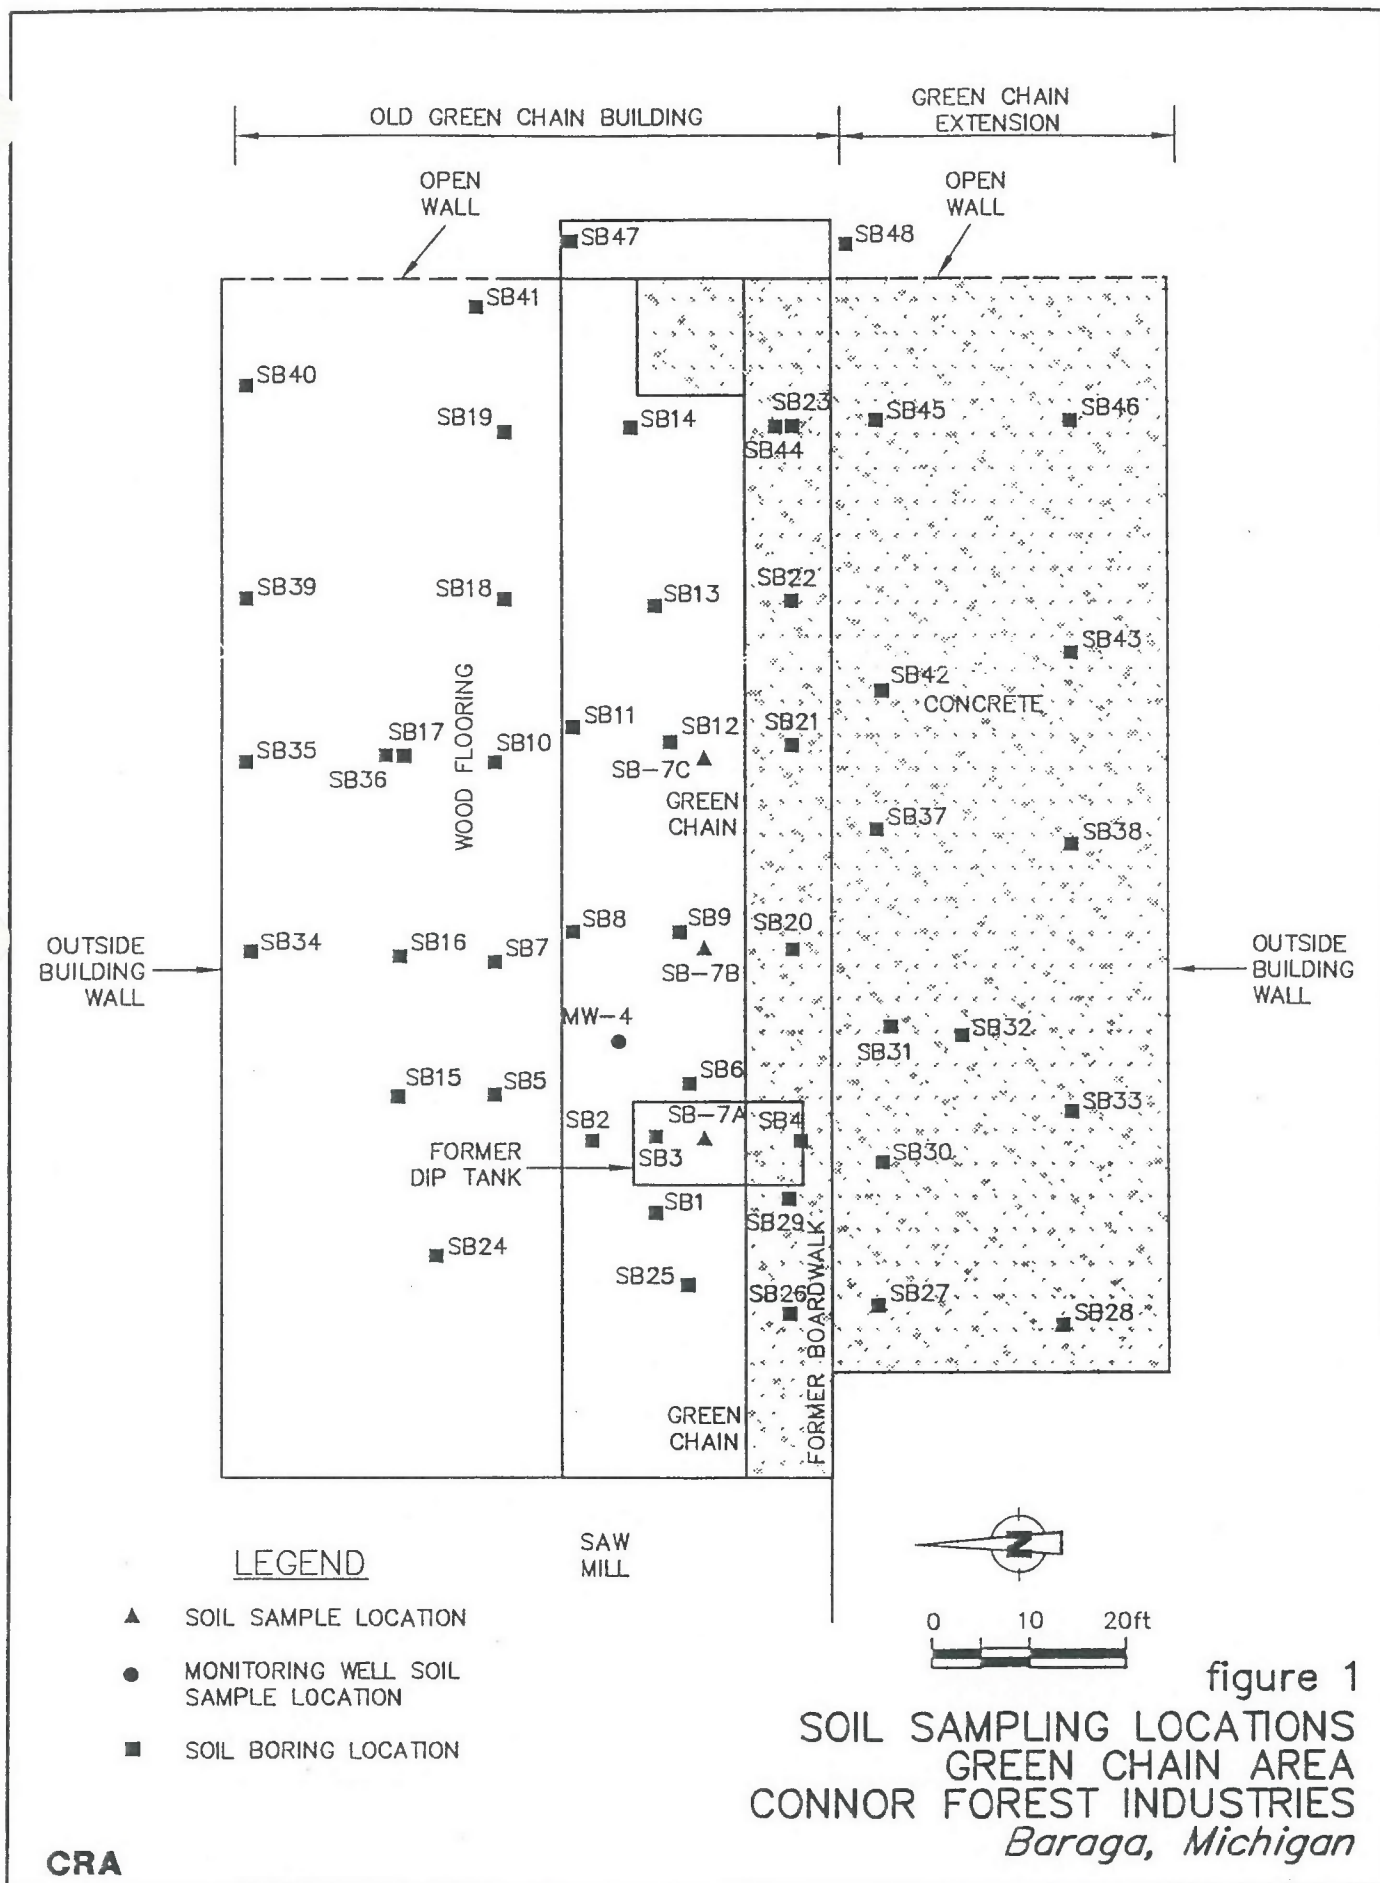 OLD GREEN CHAIN BUILDING
GREEN CHAIN
EXTENSION
OPEN
WALL
OPEN
WALL
SB47
SB48
SB41
SB40
SB19
SB14
SB23
SB44
SB45
SB46
SB39
SB18
SB13
SB22
SB43
SB42
CONCRETE
WOOD FLOORING
SB11
SB12
SB21
SB17
SB10
SB35
SB36
SB-7C
GREEN
CHAIN
SB37
SB38
SB8
SB9
SB20
SB34
SB16
SB7
SB-7B
OUTSIDE
BUILDING
WALL
OUTSIDE
BUILDING
WALL
MW-4
SB31
SB32
SB6
SB15
SB5
SB33
SB2
SB-7A
SB4
SB3
FORMER
DIP TANK
SB30
SB1
SB29
SB24
SB25
SB26
SB27
SB28
FORMER BOARDWALK
GREEN
CHAIN
SAW
MILL
N
LEGEND
SOIL SAMPLE LOCATION
MONITORING WELL SOIL
SAMPLE LOCATION
SOIL BORING LOCATION
0 10 20ft
figure 1
SOIL SAMPLING LOCATIONS
GREEN CHAIN AREA
CONNOR FOREST INDUSTRIES
Baraga, Michigan
CRA